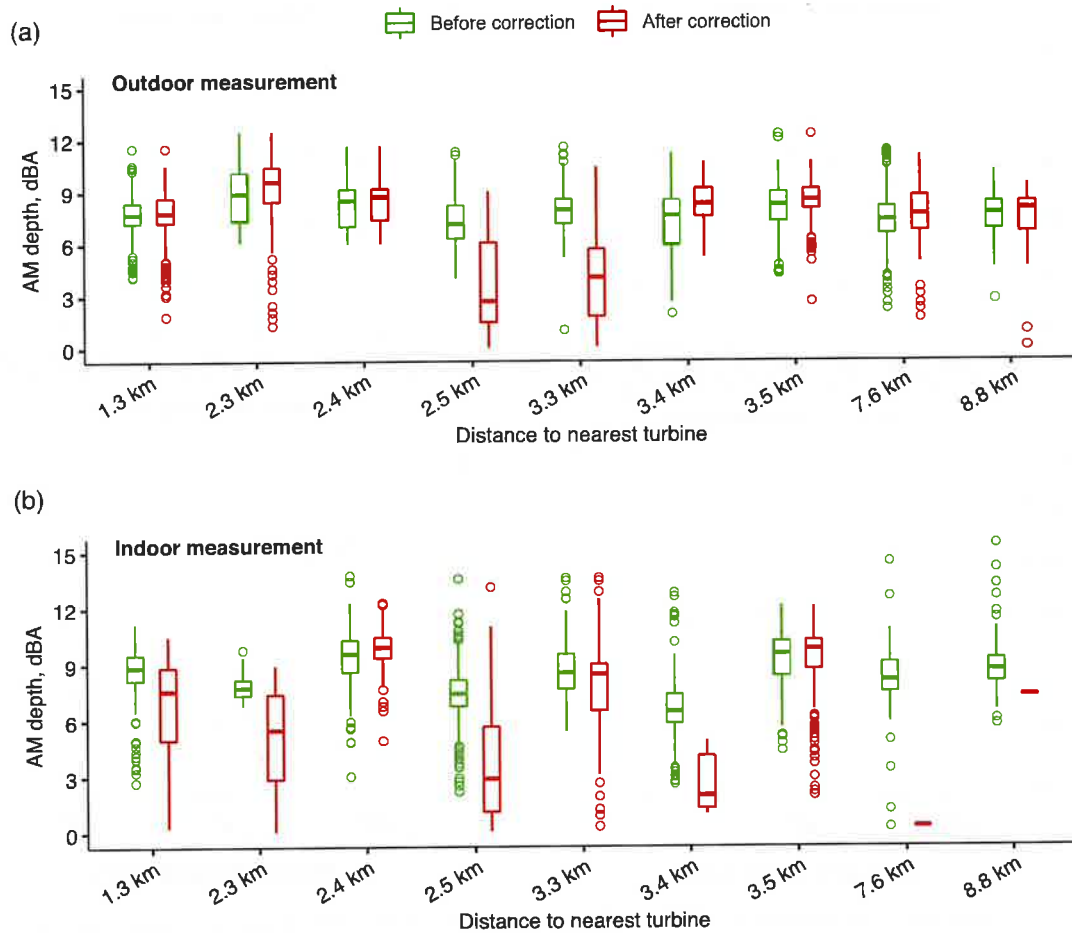 (a)
Before correction After correction
Outdoor measurement
AM depth, dBA
15
12
9
6
3
0
1.3 km 2.3 km 2.4 km 2.5 km 3.3 km 3.4 km 3.5 km 7.6 km 8.8 km
Distance to nearest turbine
(b)
Indoor measurement
AM depth, dBA
15
12
9
6
3
0
1.3 km 2.3 km 2.4 km 2.5 km 3.3 km 3.4 km 3.5 km 7.6 km 8.8 km
Distance to nearest turbine